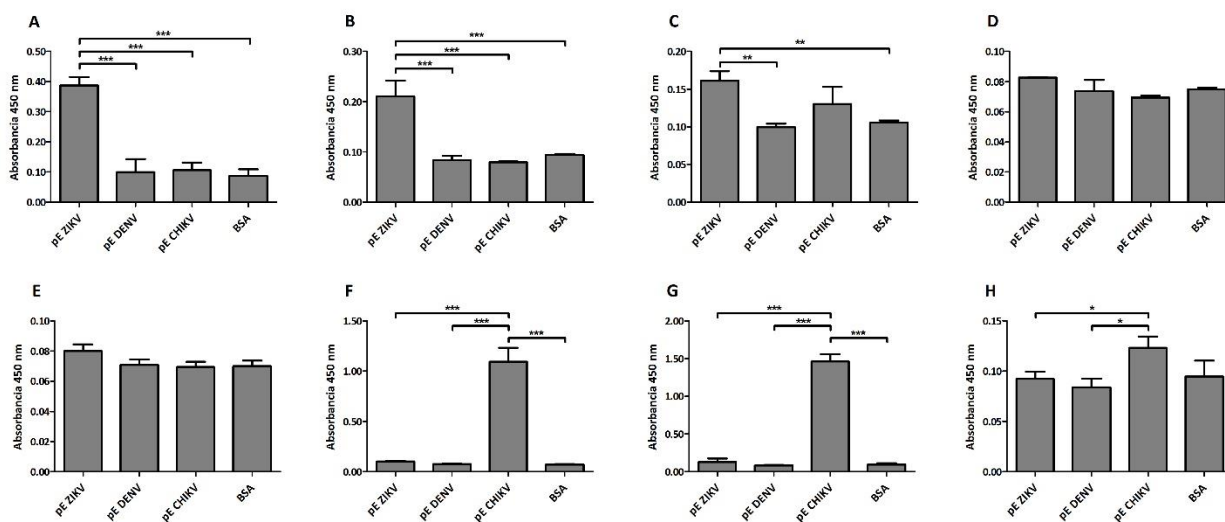 A
Absorbancia 450 nm
0.50
0.40
0.30
0.20
0.10
0.00
***
***
***
pE ZIKV
pE DENV
pE CHIKV
BSA
B
Absorbancia 450 nm
0.30
0.20
0.10
0.00
***
***
***
pE ZIKV
pE DENV
pE CHIKV
BSA
C
Absorbancia 450 nm
0.20
0.15
0.10
0.05
0.00
**
**
pE ZIKV
pE DENV
pE CHIKV
BSA
D
Absorbancia 450 nm
0.10
0.08
0.06
0.04
0.02
0.00
pE ZIKV
pE DENV
pE CHIKV
BSA
E
Absorbancia 450 nm
0.10
0.08
0.06
0.04
0.02
0.00
pE ZIKV
pE DENV
pE CHIKV
BSA
F
Absorbancia 450 nm
1.50
1.00
0.50
0.00
***
***
***
pE ZIKV
pE DENV
pE CHIKV
BSA
G
Absorbancia 450 nm
2.00
1.50
1.00
0.50
0.00
***
***
***
pE ZIKV
pE DENV
pE CHIKV
BSA
H
Absorbancia 450 nm
0.15
0.10
0.05
0.00
*
*
pE ZIKV
pE DENV
pE CHIKV
BSA